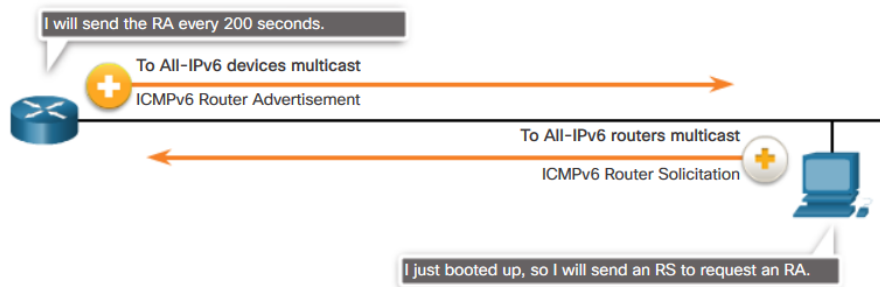 I will send the RA every 200 seconds.
To All-IPv6 devices multicast
ICMPv6 Router Advertisement
To All-IPv6 routers multicast
ICMPv6 Router Solicitation
I just booted up, so I will send an RS to request an RA.